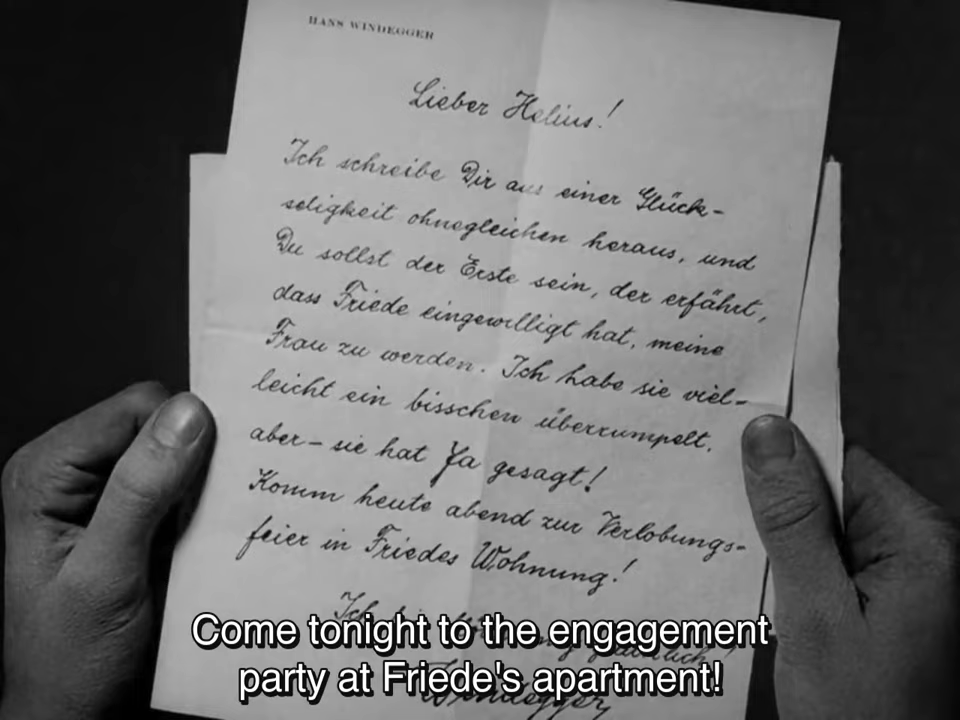 HANS WINDEGGER
Lieber Helius!
Ich schreibe Dir aus einer Glück-
seligkeit ohnegleichen heraus, und
Du sollst der Erste sein, der erfährt,
dass Friede eingewilligt hat, meine
Frau zu werden. Ich habe sie viel-
leicht ein bisschen überrumpelt,
aber – sie hat Ja gesagt!
Komm heute abend zur Verlobungs-
feier in Friedes Wohnung!
Ich
Windegger
Come tonight to the engagement
party at Friede's apartment!